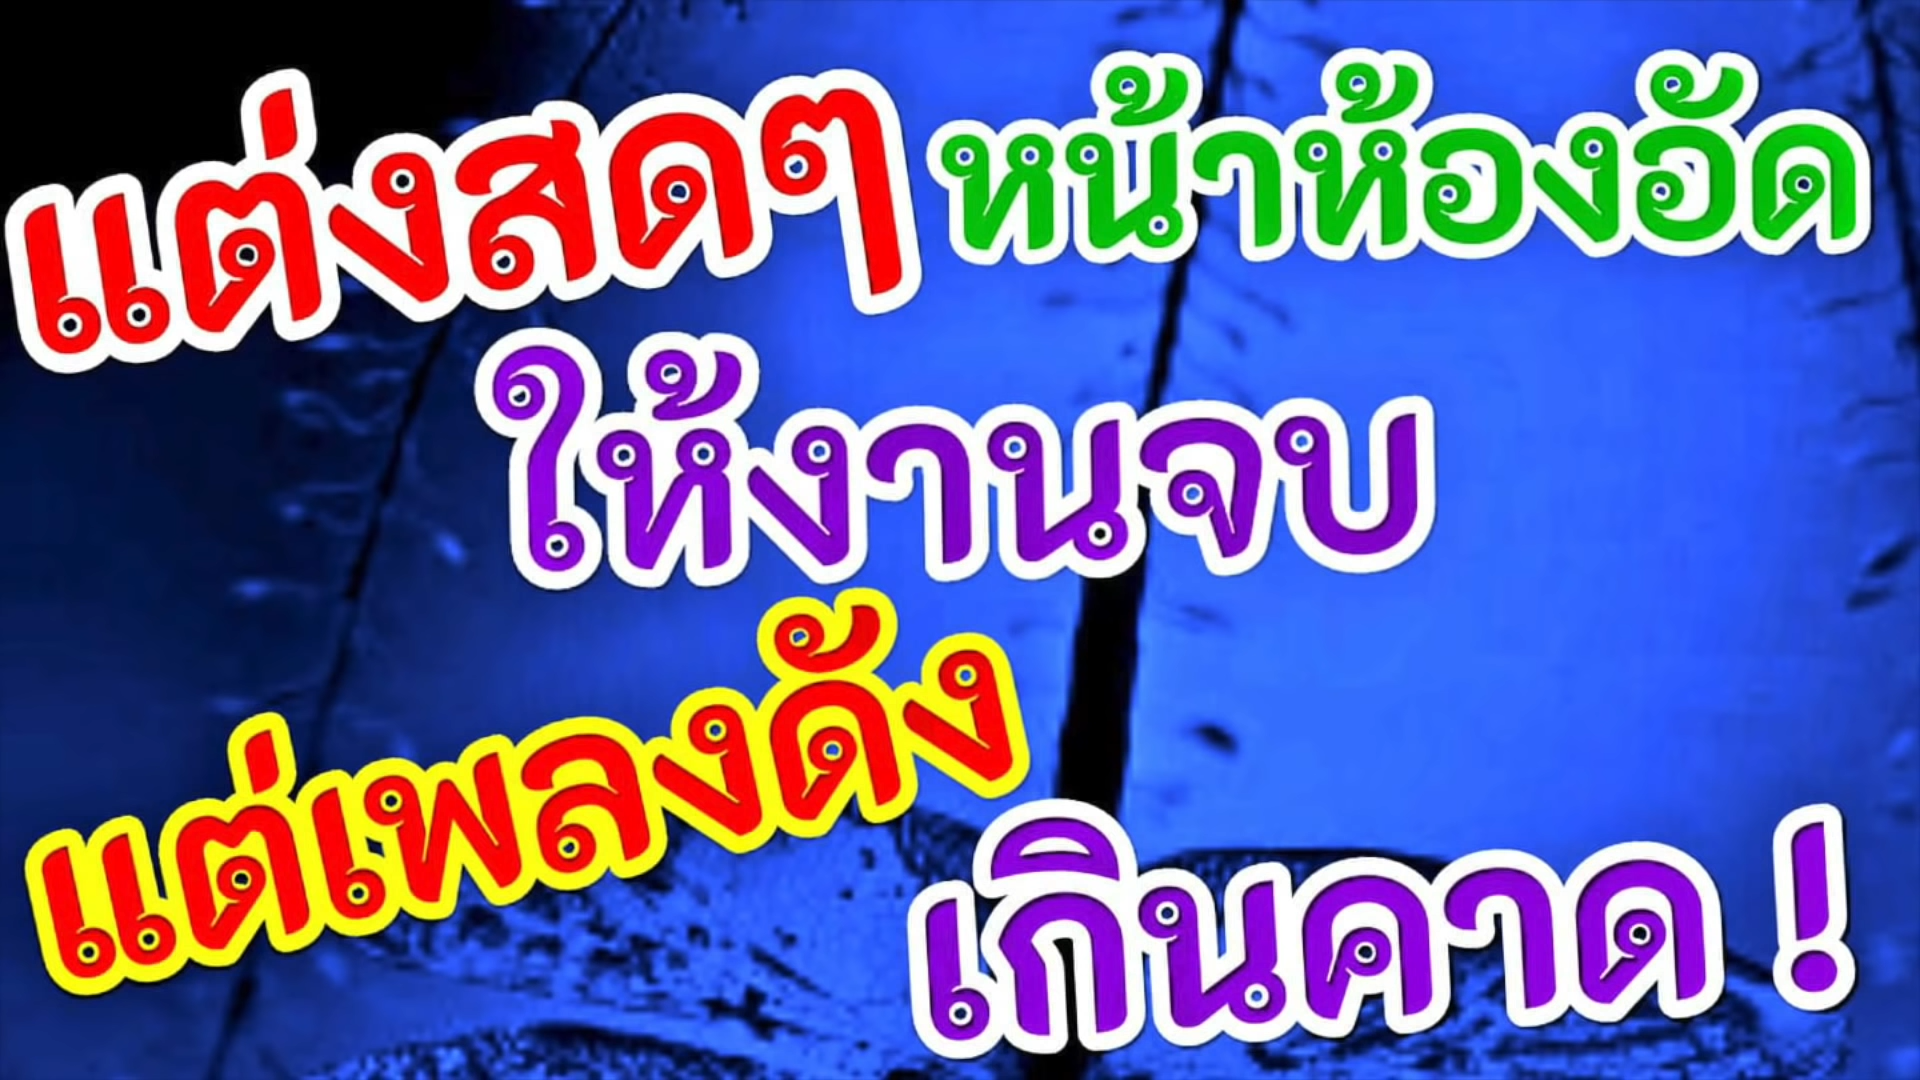 แต่งสดๆ หน้าห้องอัด
ให้งานจบ
แต่เพลงดัง
เกินคาด !